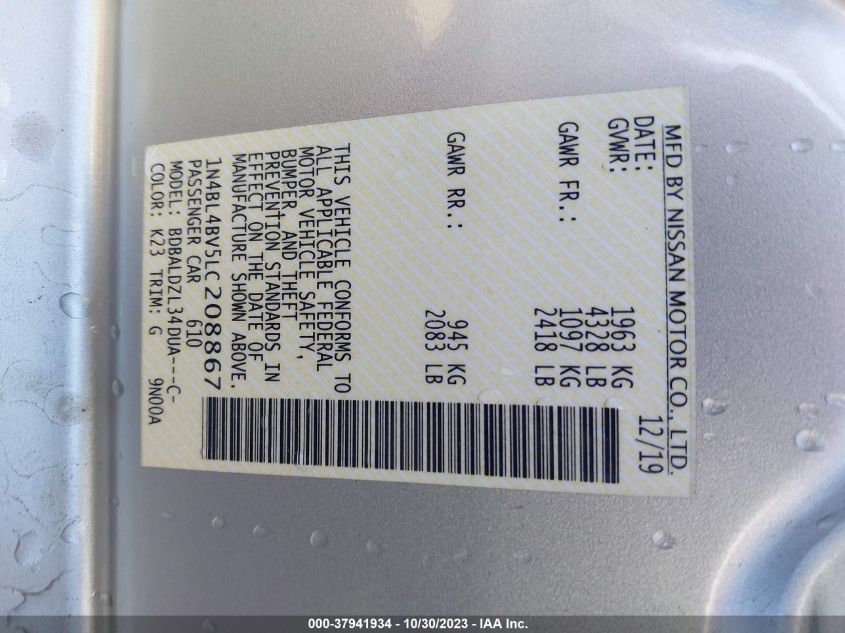 MFD BY NISSAN MOTOR CO., LTD.
DATE: 12/19
GVWR: 1963 KG
4328 LB
GAWR FR.: 1097 KG
2418 LB
GAWR RR.: 945 KG
2083 LB
THIS VEHICLE CONFORMS TO
ALL APPLICABLE FEDERAL
MOTOR VEHICLE SAFETY,
BUMPER, AND THEFT
PREVENTION STANDARDS IN
EFFECT ON THE DATE OF
MANUFACTURE SHOWN ABOVE.
1N4BL4BV5LC208867
PASSENGER CAR 610
MODEL: BDBALDZL34DUA---C-
COLOR: K23 TRIM: G 9N00A
000-37941934 - 10/30/2023 - IAA Inc.